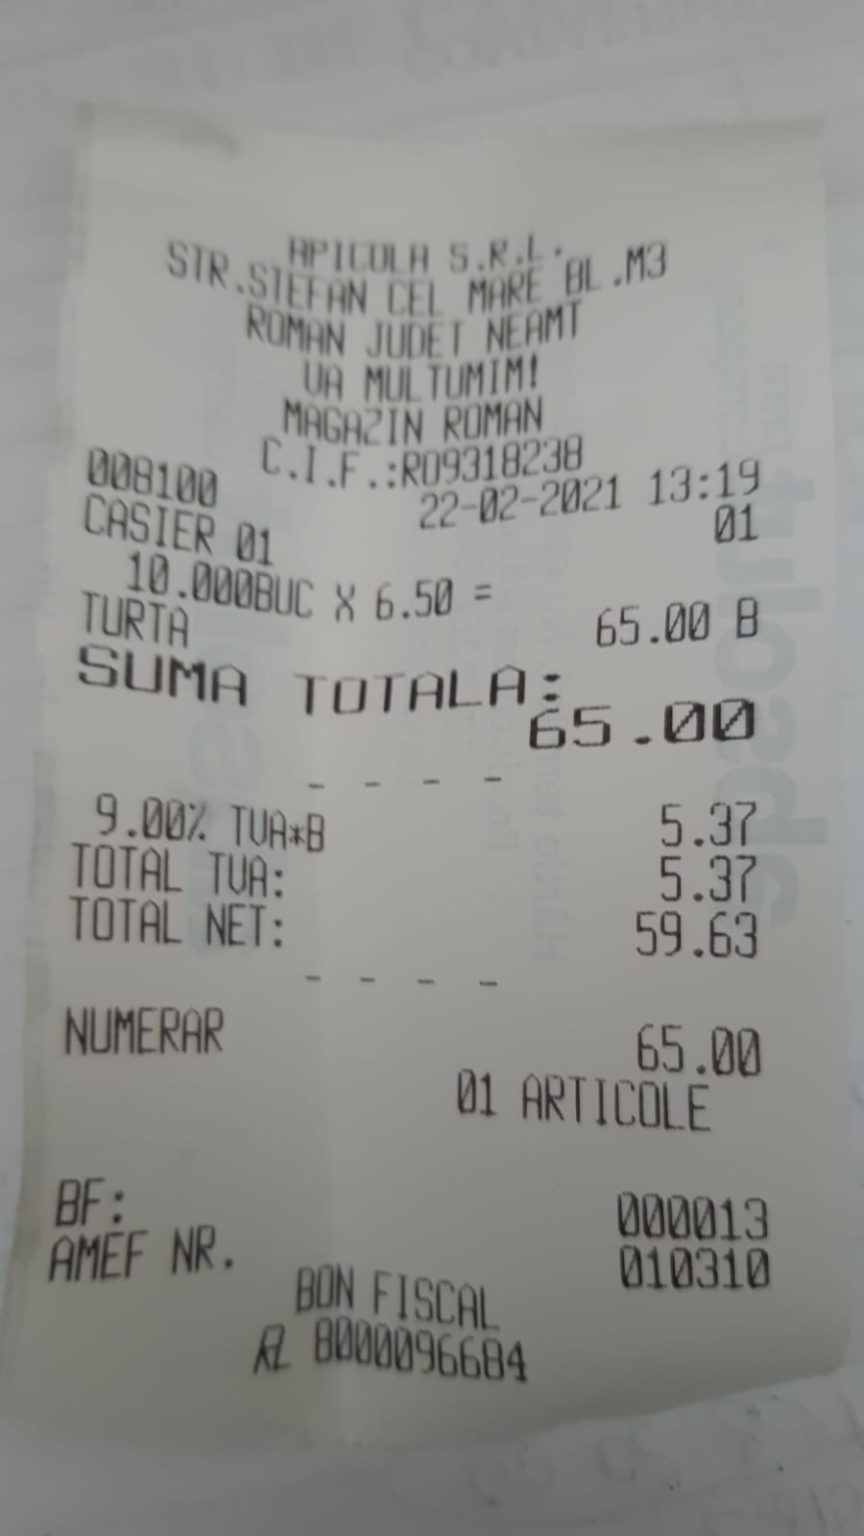 APICOLA S.R.L.
STR.STEFAN CEL MARE BL.M3
ROMAN JUDET NEAMT
VA MULTUMIM!
MAGAZIN ROMAN
C.I.F.:RO9318238
008100 22-02-2021 13:19
CASIER 01 01
10.000BUC X 6.50 =
TURTA 65.00 B
SUMA TOTALA:
65.00
- - - -
9.00% TVA*B 5.37
TOTAL TVA: 5.37
TOTAL NET: 59.63
- - - -
NUMERAR 65.00
01 ARTICOLE
BF: 000013
AMEF NR. 010310
BON FISCAL
8000096684